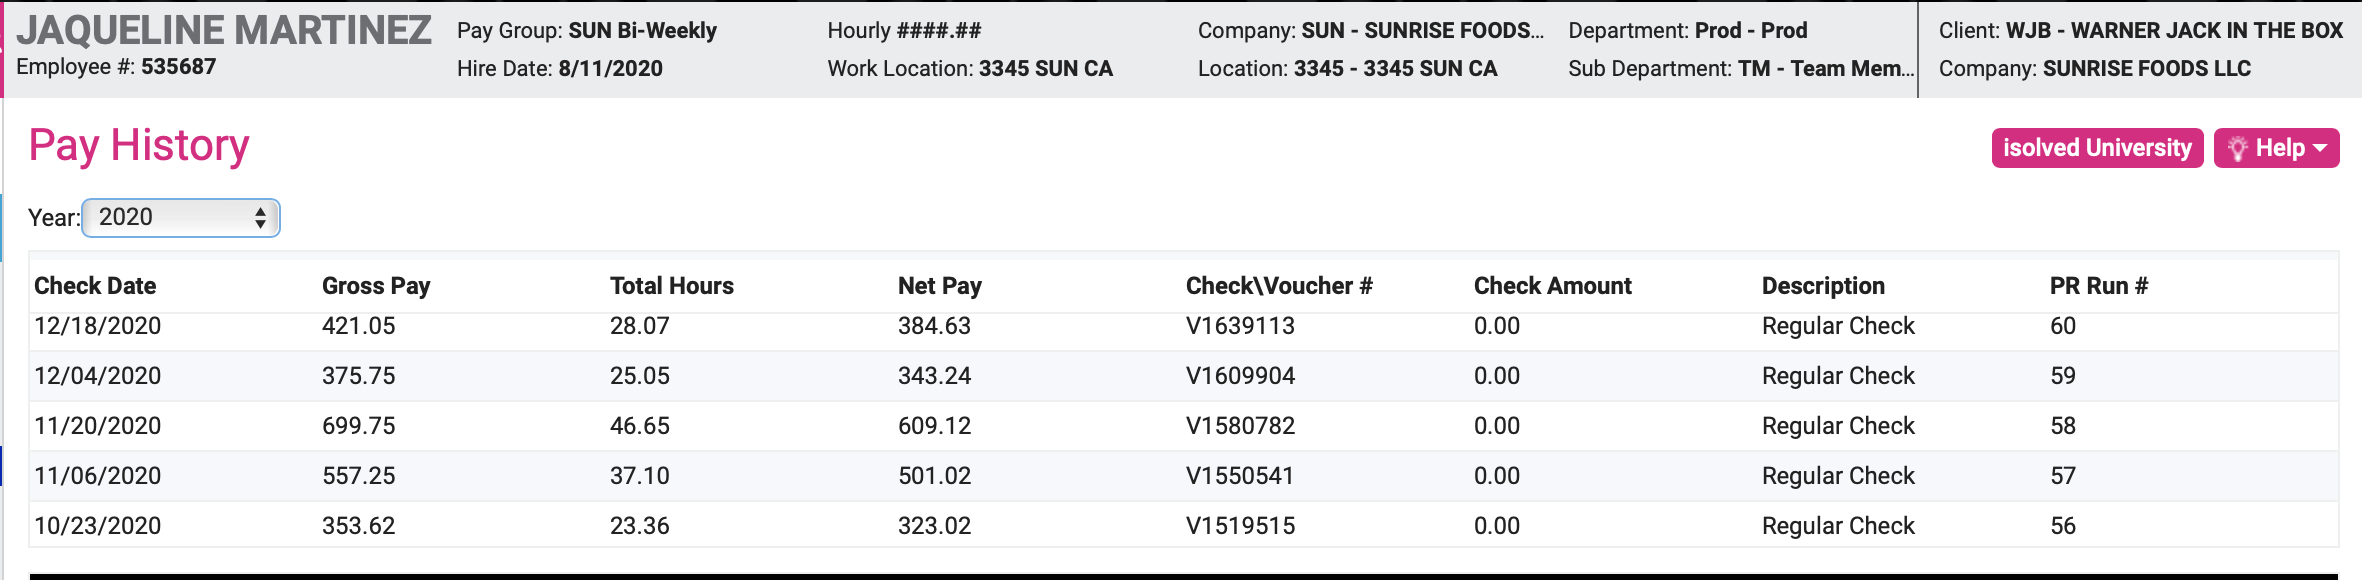 JAQUELINE MARTINEZ
Employee #: 535687
Pay Group: SUN Bi-Weekly
Hire Date: 8/11/2020
Hourly ####.##
Work Location: 3345 SUN CA
Company: SUN - SUNRISE FOODS...
Location: 3345 - 3345 SUN CA
Department: Prod - Prod
Sub Department: TM - Team Mem...
Client: WJB - WARNER JACK IN THE BOX
Company: SUNRISE FOODS LLC
Pay History
isolved University
Help
Year: 2020
Check Date Gross Pay Total Hours Net Pay Check\Voucher # Check Amount Description PR Run #
12/18/2020 421.05 28.07 384.63 V1639113 0.00 Regular Check 60
12/04/2020 375.75 25.05 343.24 V1609904 0.00 Regular Check 59
11/20/2020 699.75 46.65 609.12 V1580782 0.00 Regular Check 58
11/06/2020 557.25 37.10 501.02 V1550541 0.00 Regular Check 57
10/23/2020 353.62 23.36 323.02 V1519515 0.00 Regular Check 56